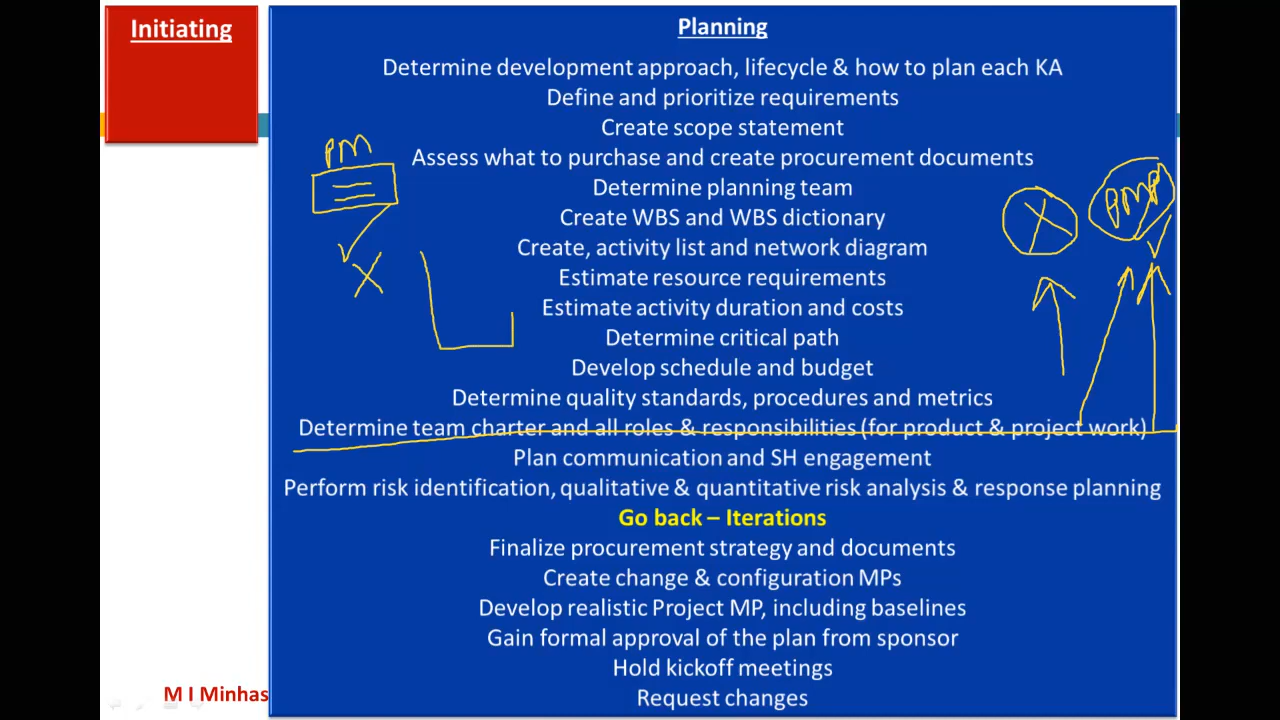 Initiating
Planning
Determine development approach, lifecycle & how to plan each KA
Define and prioritize requirements
Create scope statement
PM
Assess what to purchase and create procurement documents
Determine planning team
PMP
Create WBS and WBS dictionary
X
Create, activity list and network diagram
X
Estimate resource requirements
Estimate activity duration and costs
Determine critical path
Develop schedule and budget
Determine quality standards, procedures and metrics
Determine team charter and all roles & responsibilities (for product & project work)
Plan communication and SH engagement
Perform risk identification, qualitative & quantitative risk analysis & response planning
Go back – Iterations
Finalize procurement strategy and documents
Create change & configuration MPs
Develop realistic Project MP, including baselines
Gain formal approval of the plan from sponsor
Hold kickoff meetings
M I Minhas
Request changes